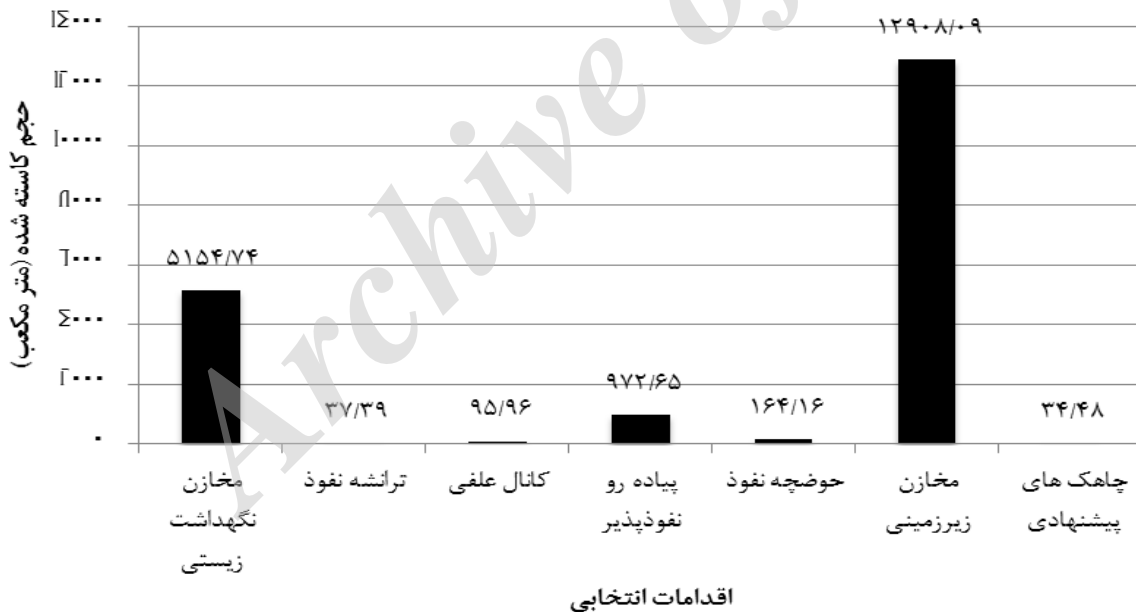 حجم کاسته شده (متر مکعب)
۱۴۰۰۰
۱۲۰۰۰
۱۰۰۰۰
۸۰۰۰
۶۰۰۰
۴۰۰۰
۲۰۰۰
۰
۵۱۵۴/۷۴
۳۷/۳۹
۹۵/۹۶
۹۷۲/۶۵
۱۶۴/۱۶
۱۲۹۰۸/۰۹
۳۴/۴۸
مخازن
نگهداشت
زیستی
ترانشه نفوذ
کانال علفی
پیاده رو
نفوذپذیر
حوضچه نفوذ
مخازن
زیرزمینی
چاهک های
پیشنهادی
اقدامات انتخابی
Archive of